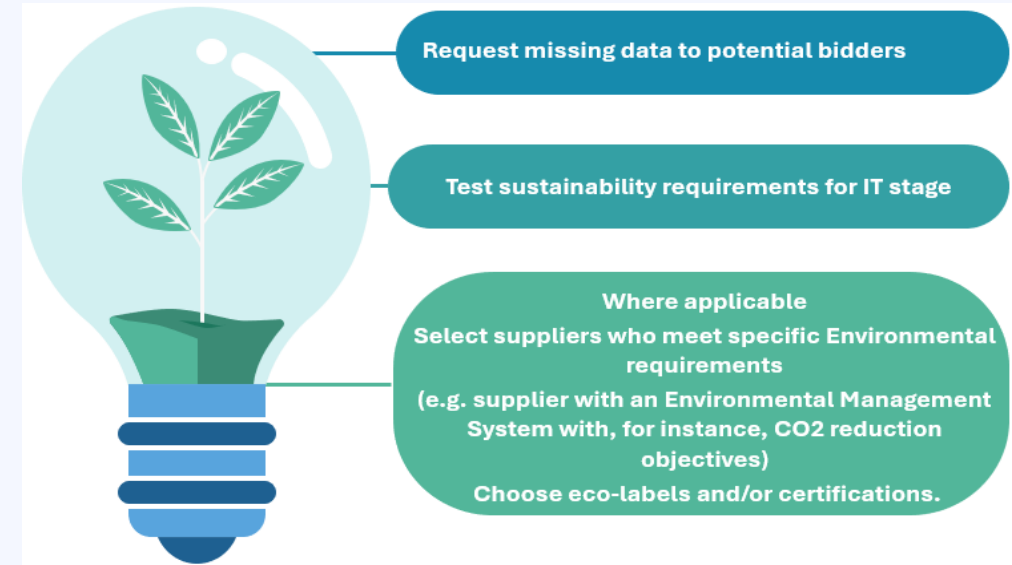 Request missing data to potential bidders
Test sustainability requirements for IT stage
Where applicable
Select suppliers who meet specific Environmental
requirements
(e.g. supplier with an Environmental Management
System with, for instance, CO2 reduction
objectives)
Choose eco-labels and/or certifications.